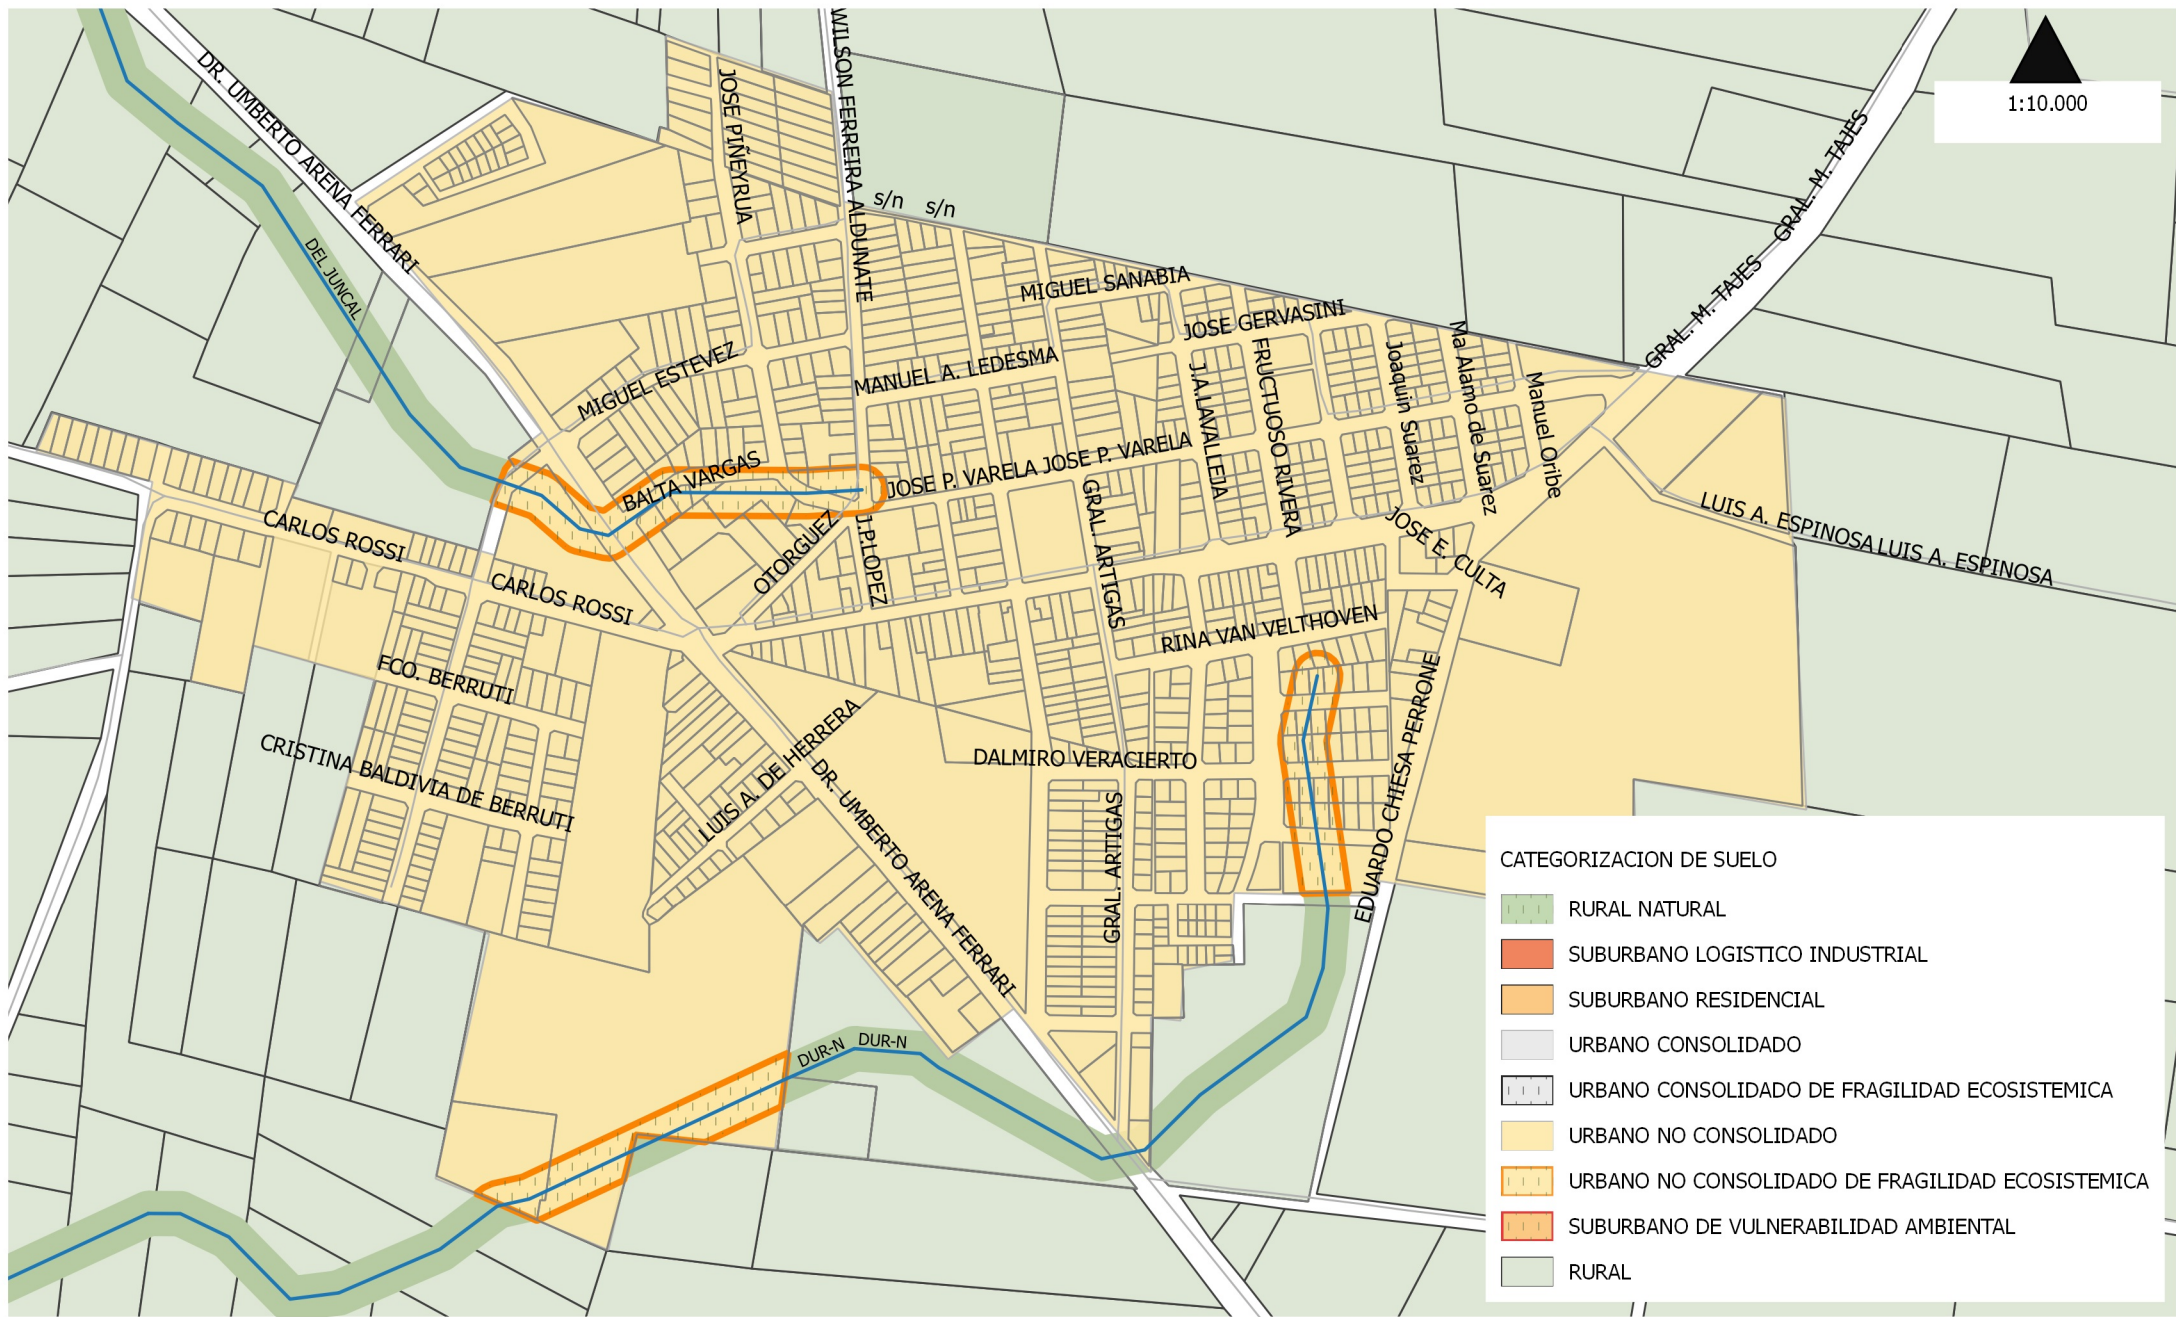 WILSON FERREIRA ALDUNATE
DR. UMBERTO ARENA FERRARI
JOSE PIÑEYRUA
1:10.000
GRAL. M. TAJES
s/n
s/n
DEL JUNCAL
MIGUEL SANABIA
GRAL. M. TAJES
JOSE GERVASINI
MIGUEL ESTEVEZ
MANUEL A. LEDESMA
J.A.LAVALLEJA
FRUCTUOSO RIVERA
Joaquin Suarez
Ma Alamo de Suarez
Manuel Oribe
BALTA VARGAS
JOSE P. VARELA
JOSE P. VARELA
GRAL. ARTIGAS
LUIS A. ESPINOSA
LUIS A. ESPINOSA
CARLOS ROSSI
OTORGUEZ
J.P.LOPEZ
JOSE E. CULTA
CARLOS ROSSI
RINA VAN VELTHOVEN
FCO. BERRUTI
EDUARDO CHIESA PERRONE
CRISTINA BALDIVIA DE BERRUTI
LUIS A. DE HERRERA
DALMIRO VERACIERTO
DR. UMBERTO ARENA FERRARI
GRAL. ARTIGAS
DUR-N
DUR-N
CATEGORIZACION DE SUELO
RURAL NATURAL
SUBURBANO LOGISTICO INDUSTRIAL
SUBURBANO RESIDENCIAL
URBANO CONSOLIDADO
URBANO CONSOLIDADO DE FRAGILIDAD ECOSISTEMICA
URBANO NO CONSOLIDADO
URBANO NO CONSOLIDADO DE FRAGILIDAD ECOSISTEMICA
SUBURBANO DE VULNERABILIDAD AMBIENTAL
RURAL